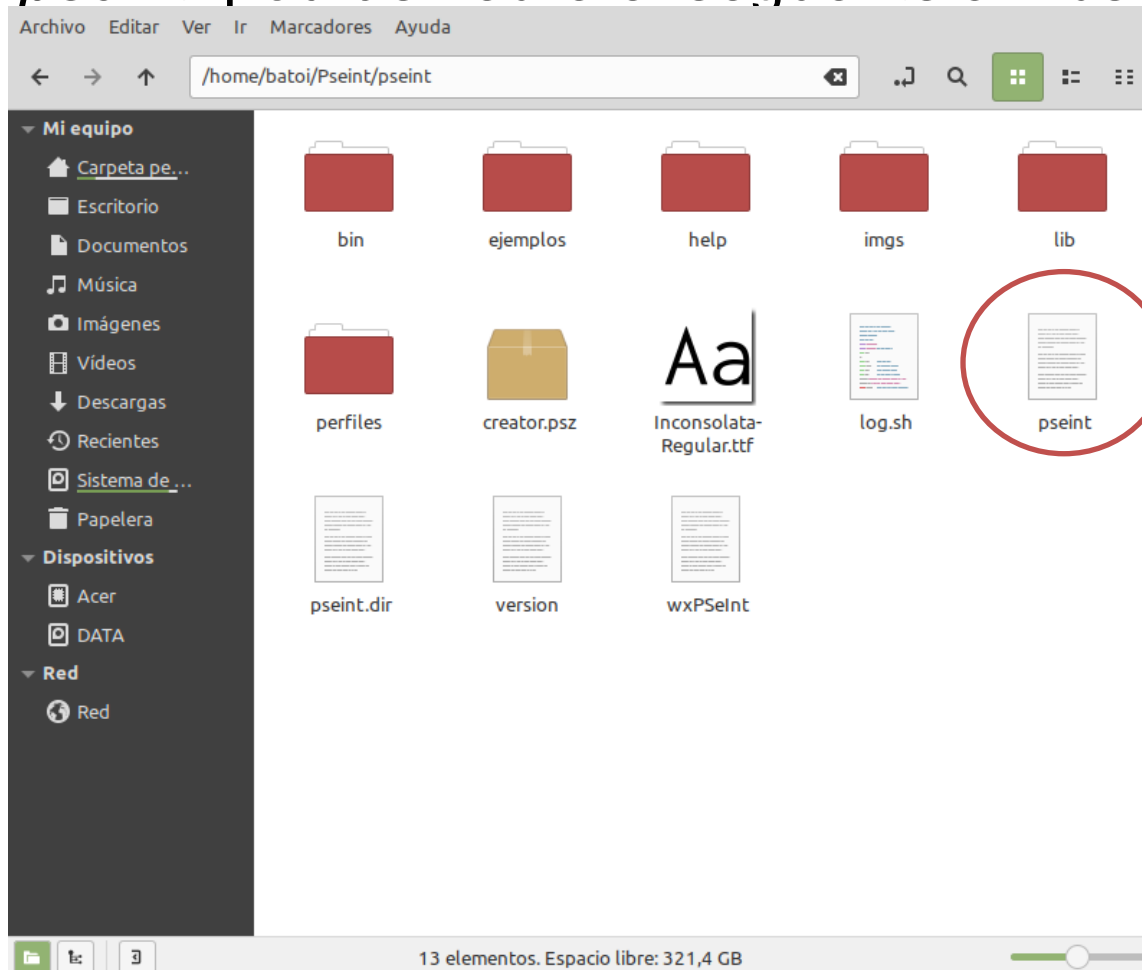 Archivo Editar Ver Ir Marcadores Ayuda
/home/batoi/Pseint/pseint
Mi equipo
Carpeta pe...
Escritorio
Documentos
Música
Imágenes
Vídeos
Descargas
Recientes
Sistema de ...
Papelera
Dispositivos
Acer
DATA
Red
Red
bin ejemplos help imgs lib
Aa
perfiles creator.psz Inconsolata-Regular.ttf log.sh pseint
pseint.dir version wxPSeInt
13 elementos. Espacio libre: 321,4 GB